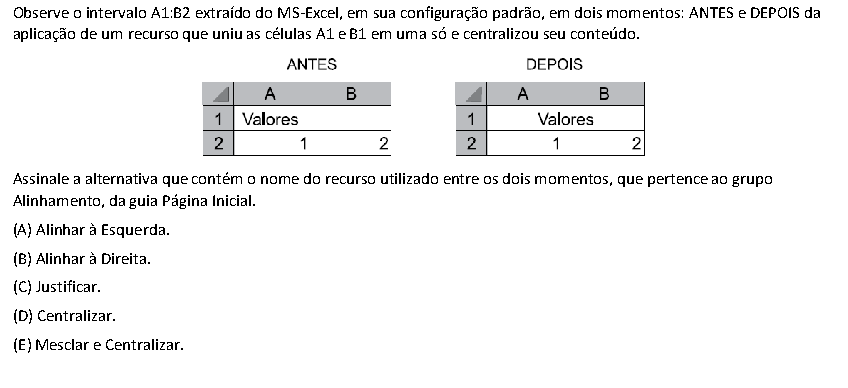 Observe o intervalo A1:B2 extraído do MS-Excel, em sua configuração padrão, em dois momentos: ANTES e DEPOIS da
aplicação de um recurso que uniu as células A1 e B1 em uma só e centralizou seu conteúdo.
ANTES DEPOIS
A B A B
1 Valores 1 Valores
2 1 2 2 1 2
Assinale a alternativa que contém o nome do recurso utilizado entre os dois momentos, que pertence ao grupo
Alinhamento, da guia Página Inicial.
(A) Alinhar à Esquerda.
(B) Alinhar à Direita.
(C) Justificar.
(D) Centralizar.
(E) Mesclar e Centralizar.